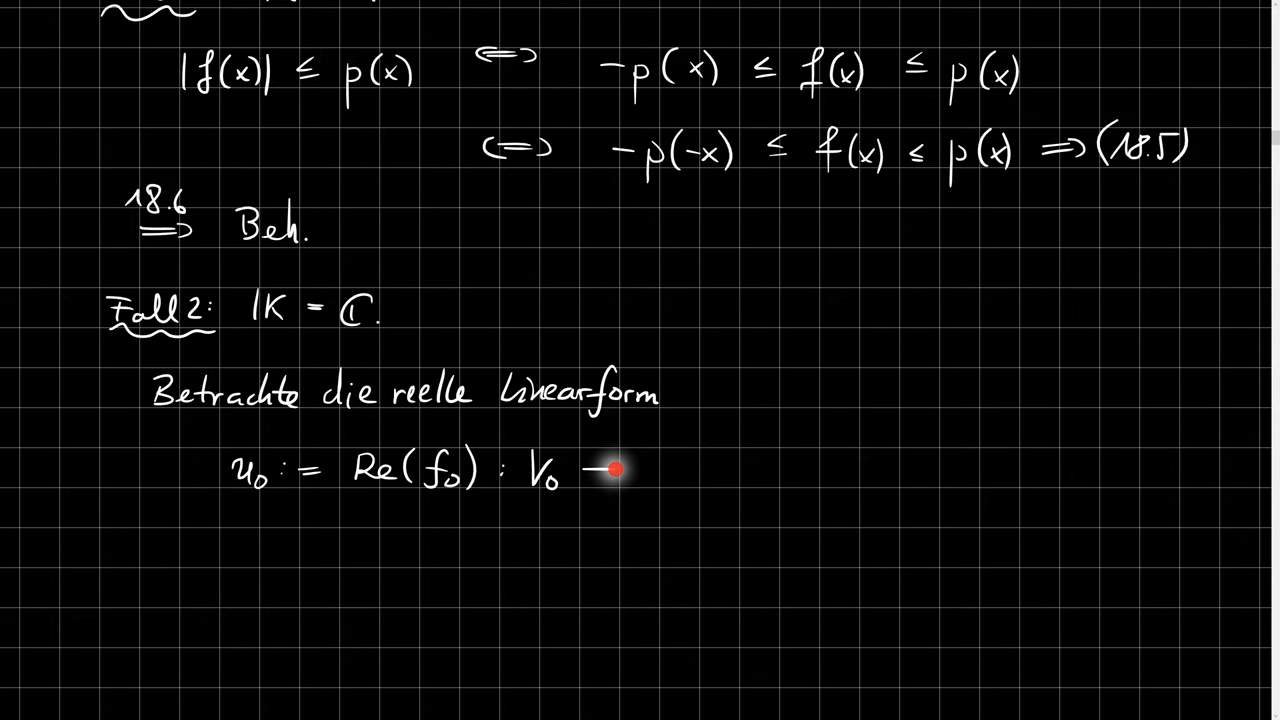 |f(x)| ≤ p(x) ⟺ -p(x) ≤ f(x) ≤ p(x)
⟺ -p(-x) ≤ f(x) ≤ p(x) ⟹ (18.5)
18.6
⟹ Beh.
Fall 2: 𝕂 = ℂ.
Betrachte die reelle Linearform
u₀ := Re(f₀) : V₀ —